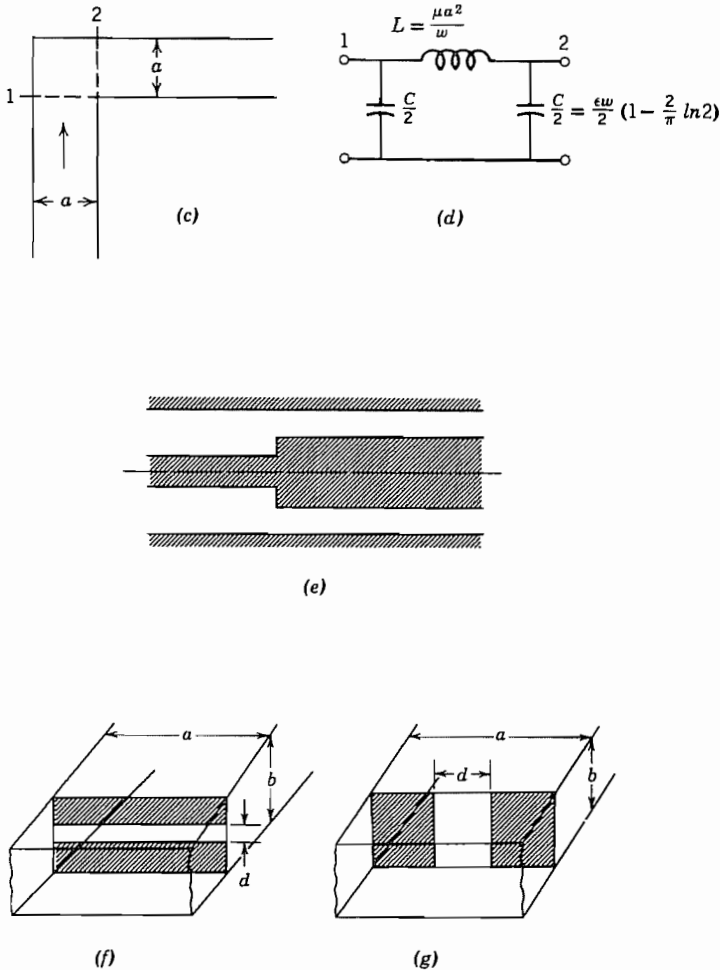 2
a
1
a
(c)
L = μa²/w
1
2
C/2
C/2 = εw/2 (1 - 2/π ln2)
(d)
(e)
a
b
d
(f)
a
d
b
(g)